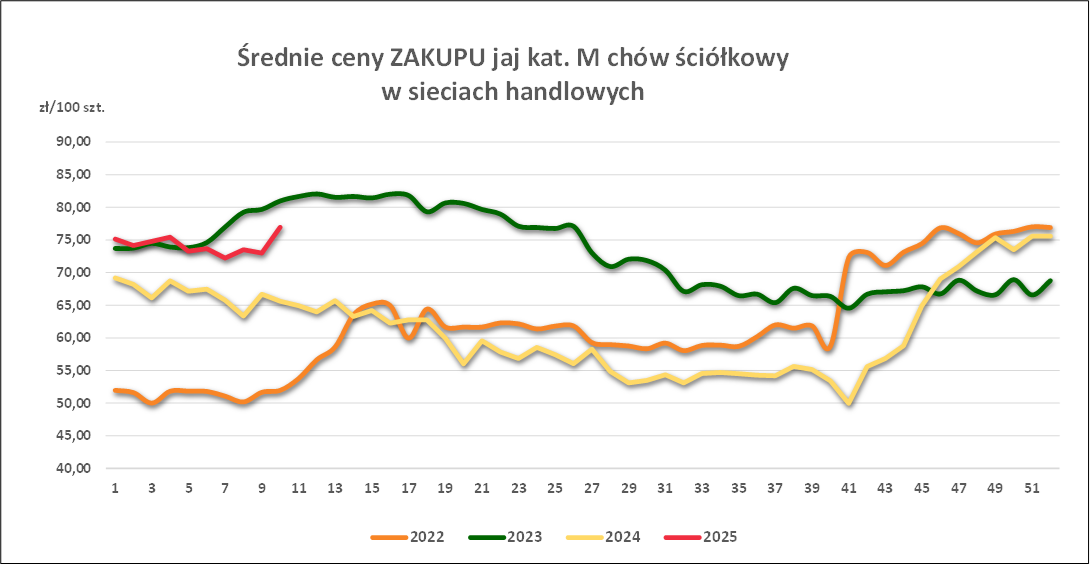 Średnie ceny ZAKUPU jaj kat. M chów ściółkowy
w sieciach handlowych
zł/100 szt.
90,00
85,00
80,00
75,00
70,00
65,00
60,00
55,00
50,00
45,00
40,00
1 3 5 7 9 11 13 15 17 19 21 23 25 27 29 31 33 35 37 39 41 43 45 47 49 51
2022 2023 2024 2025